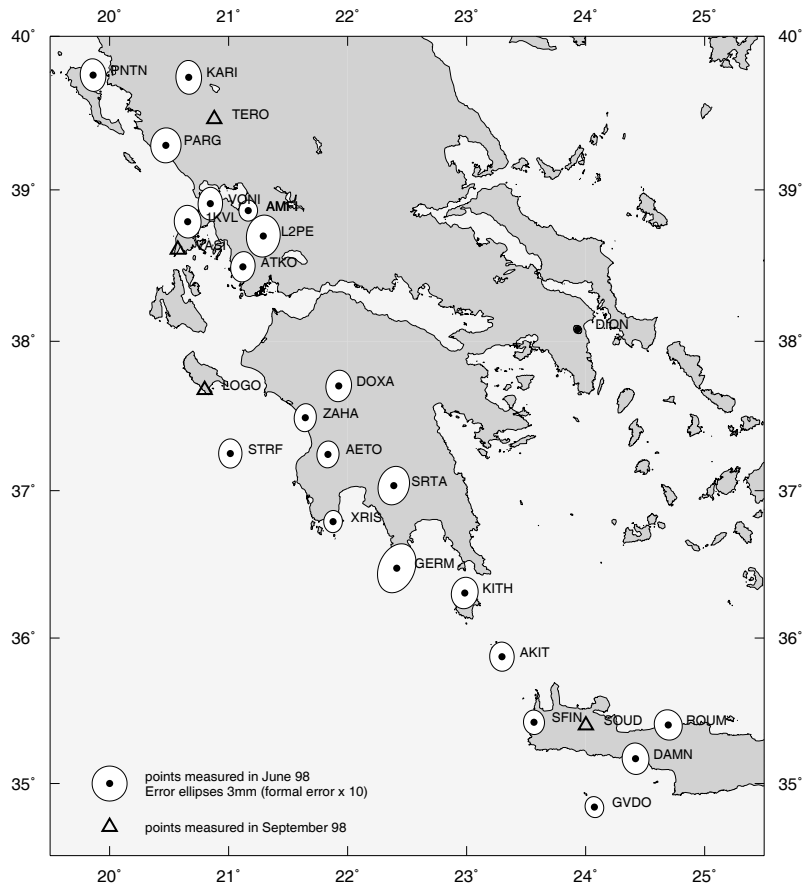 20° 21° 22° 23° 24° 25°
40° 40°
PNTN
KARI
TERO
PARG
39° 39°
VONI
AMFI
1KVL
L2PE
VASI
ATKO
DION
38° 38°
DOXA
LOGO
ZAHA
STRF
AETO
SRTA
37° 37°
XRIS
GERM
KITH
36° 36°
AKIT
SFIN
SOUD
ROUM
DAMN
35° 35°
GVDO
points measured in June 98
Error ellipses 3mm (formal error x 10)
points measured in September 98
20° 21° 22° 23° 24° 25°